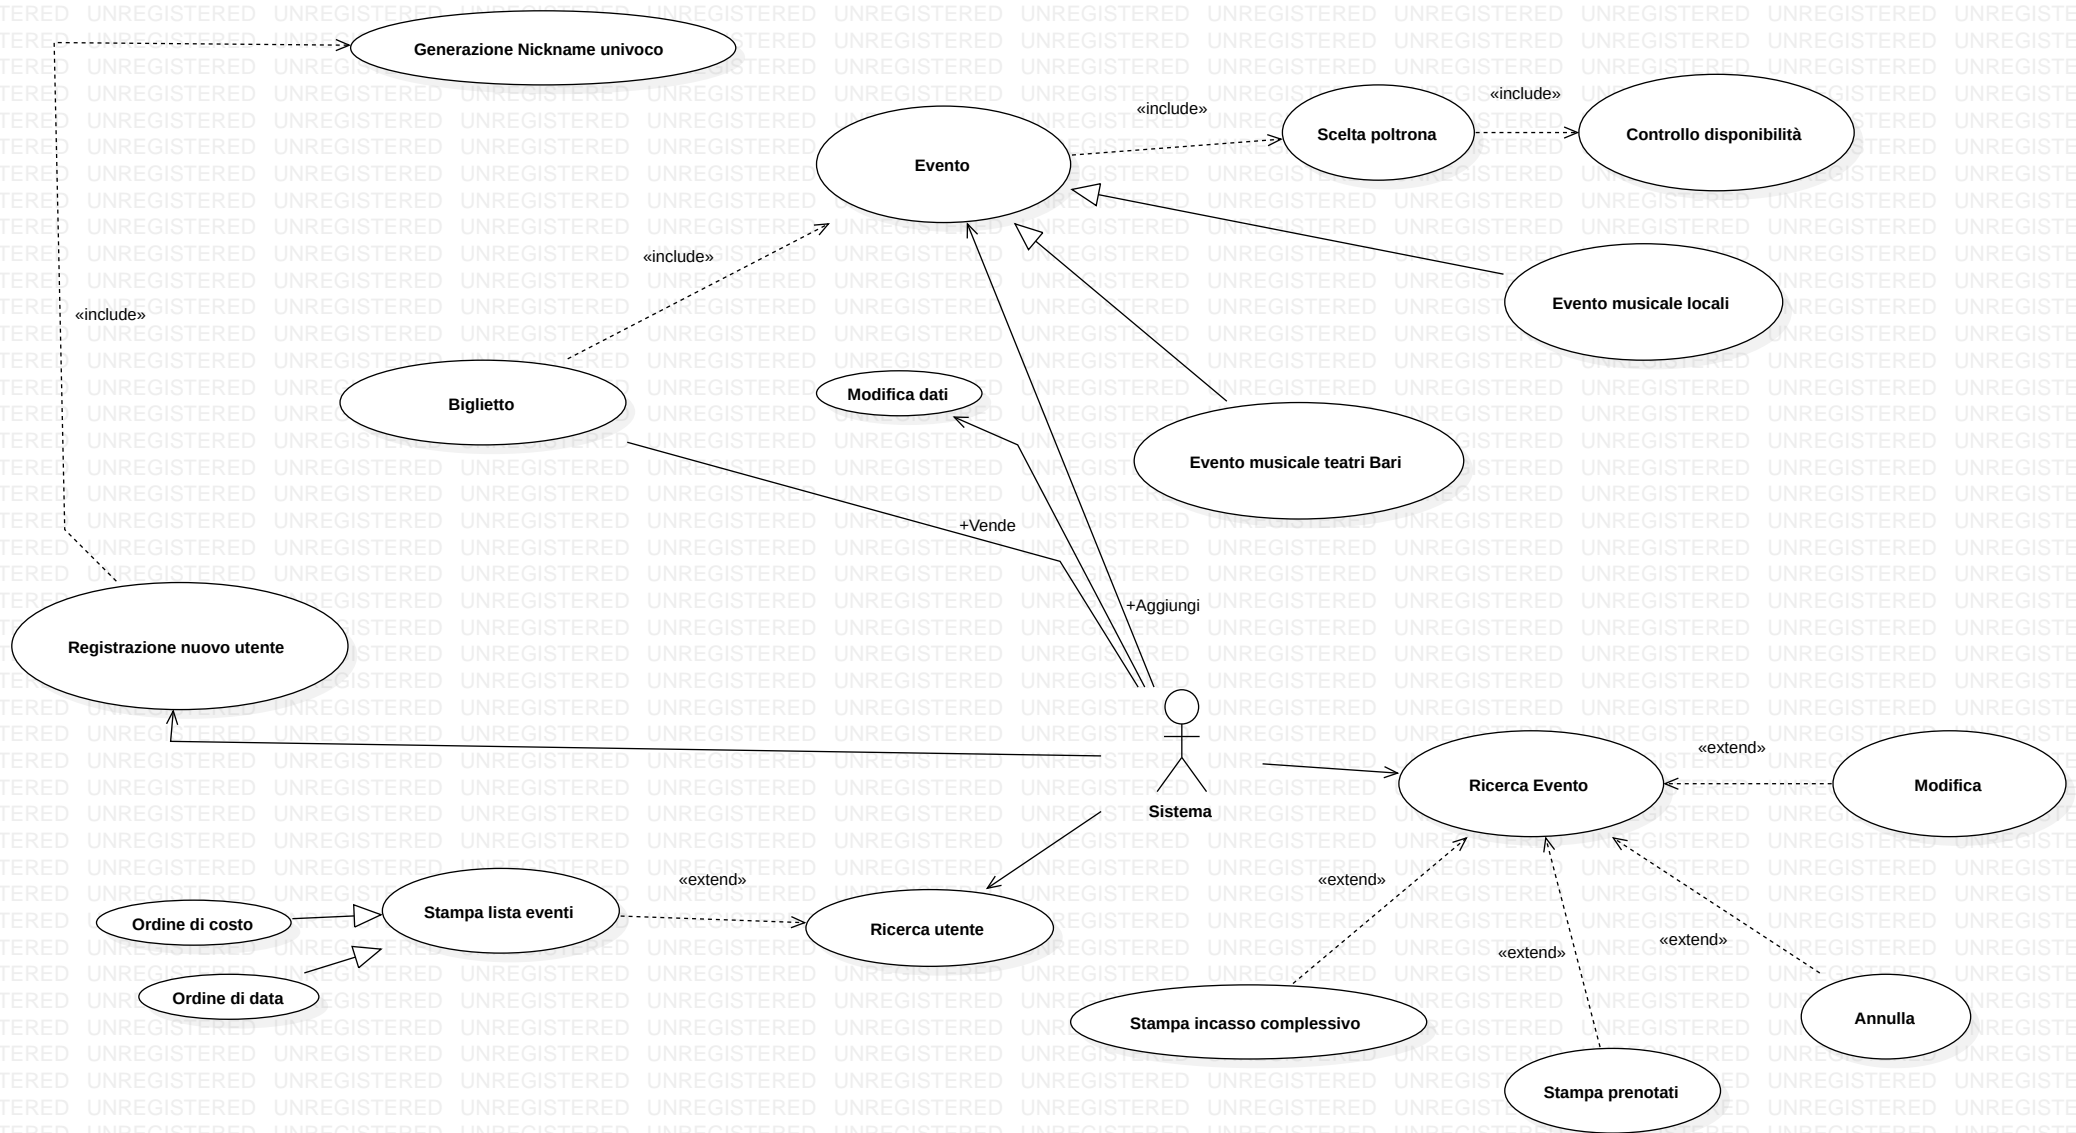 Generazione Nickname univoco
«include»
«include»
Scelta poltrona
Controllo disponibilità
Evento
«include»
Evento musicale locali
«include»
Modifica dati
Biglietto
Evento musicale teatri Bari
+Vende
+Aggiungi
Registrazione nuovo utente
Sistema
Ricerca Evento
«extend»
Modifica
Ordine di costo
Stampa lista eventi
«extend»
Ricerca utente
«extend»
«extend»
«extend»
Ordine di data
Stampa incasso complessivo
Annulla
Stampa prenotati
UNREGISTERED